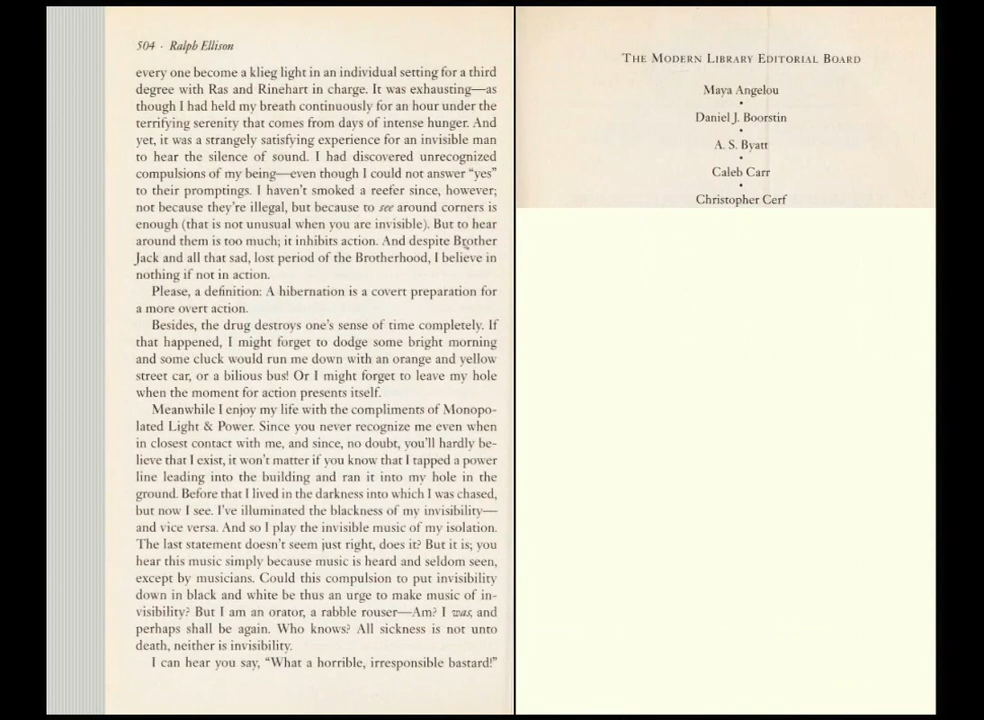 504 · Ralph Ellison
every one become a klieg light in an individual setting for a third
degree with Ras and Rinehart in charge. It was exhausting—as
though I had held my breath continuously for an hour under the
terrifying serenity that comes from days of intense hunger. And
yet, it was a strangely satisfying experience for an invisible man
to hear the silence of sound. I had discovered unrecognized
compulsions of my being—even though I could not answer “yes”
to their promptings. I haven’t smoked a reefer since, however;
not because they’re illegal, but because to see around corners is
enough (that is not unusual when you are invisible). But to hear
around them is too much; it inhibits action. And despite Brother
Jack and all that sad, lost period of the Brotherhood, I believe in
nothing if not in action.
Please, a definition: A hibernation is a covert preparation for
a more overt action.
Besides, the drug destroys one’s sense of time completely. If
that happened, I might forget to dodge some bright morning
and some cluck would run me down with an orange and yellow
street car, or a bilious bus! Or I might forget to leave my hole
when the moment for action presents itself.
Meanwhile I enjoy my life with the compliments of Monopo-
lated Light & Power. Since you never recognize me even when
in closest contact with me, and since, no doubt, you’ll hardly be-
lieve that I exist, it won’t matter if you know that I tapped a power
line leading into the building and ran it into my hole in the
ground. Before that I lived in the darkness into which I was chased,
but now I see. I’ve illuminated the blackness of my invisibility—
and vice versa. And so I play the invisible music of my isolation.
The last statement doesn’t seem just right, does it? But it is; you
hear this music simply because music is heard and seldom seen,
except by musicians. Could this compulsion to put invisibility
down in black and white be thus an urge to make music of in-
visibility? But I am an orator, a rabble rouser—Am? I was, and
perhaps shall be again. Who knows? All sickness is not unto
death, neither is invisibility.
I can hear you say, “What a horrible, irresponsible bastard!”
The Modern Library Editorial Board
Maya Angelou
•
Daniel J. Boorstin
•
A. S. Byatt
•
Caleb Carr
•
Christopher Cerf